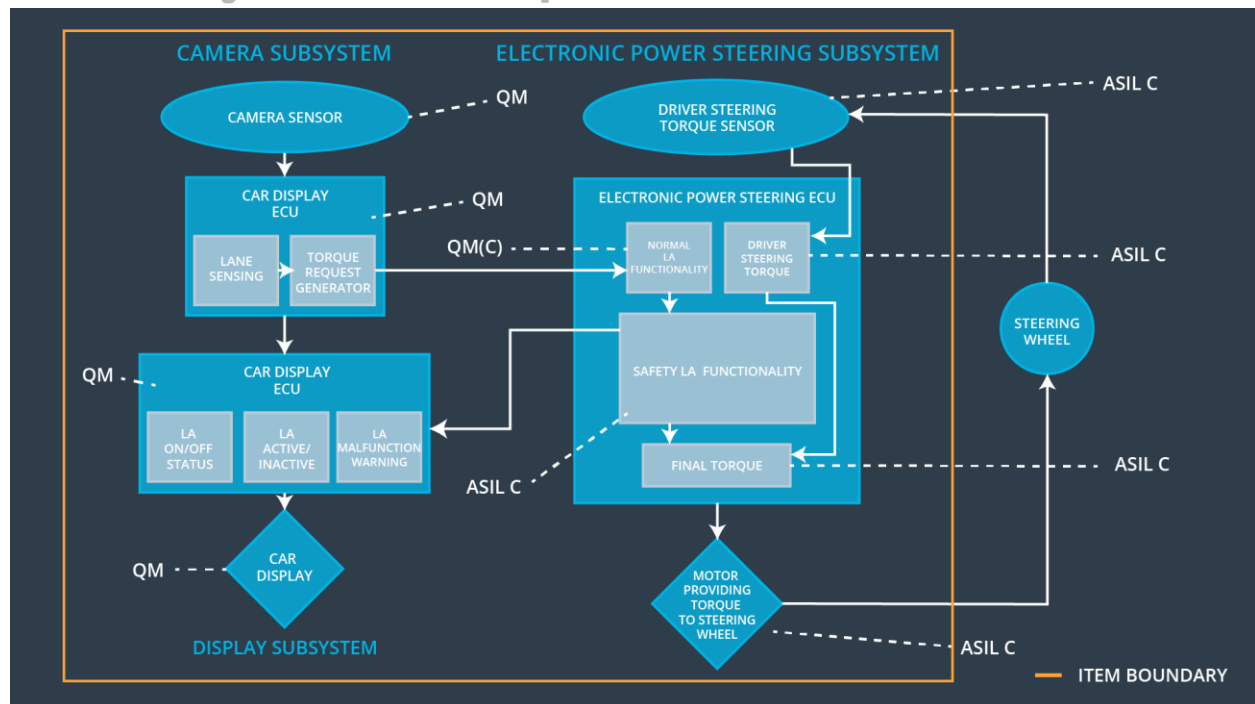 CAMERA SUBSYSTEM
ELECTRONIC POWER STEERING SUBSYSTEM
CAMERA SENSOR
QM
DRIVER STEERING
TORQUE SENSOR
ASIL C
CAR DISPLAY
ECU
QM
LANE
SENSING
TORQUE
REQUEST
GENERATOR
ELECTRONIC POWER STEERING ECU
QM(C)
NORMAL
LA
FUNCTIONALITY
DRIVER
STEERING
TORQUE
ASIL C
STEERING
WHEEL
CAR DISPLAY
ECU
QM
LA
ON/OFF
STATUS
LA
ACTIVE/
INACTIVE
LA
MALFUNCTION
WARNING
SAFETY LA FUNCTIONALITY
ASIL C
FINAL TORQUE
ASIL C
CAR
DISPLAY
QM
MOTOR
PROVIDING
TORQUE
TO STEERING
WHEEL
ASIL C
DISPLAY SUBSYSTEM
ITEM BOUNDARY